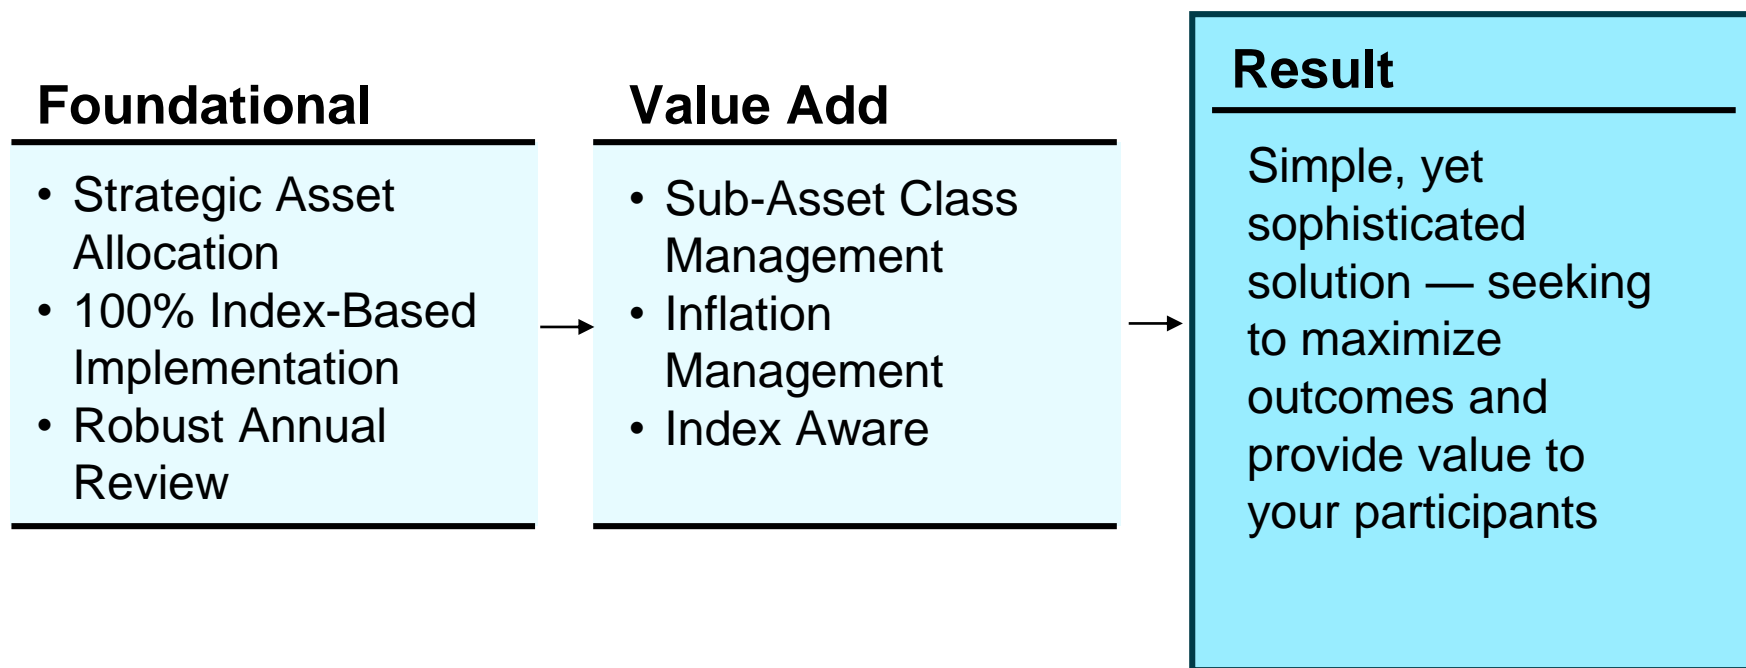 Foundational
• Strategic Asset
Allocation
• 100% Index-Based
Implementation
• Robust Annual
Review
Value Add
• Sub-Asset Class
Management
• Inflation
Management
• Index Aware
Result
Simple, yet
sophisticated
solution — seeking
to maximize
outcomes and
provide value to
your participants